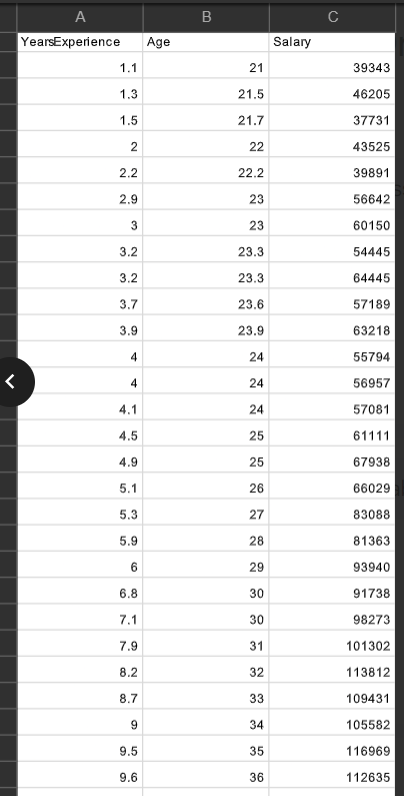 A B C
YearsExperience Age Salary
1.1 21 39343
1.3 21.5 46205
1.5 21.7 37731
2 22 43525
2.2 22.2 39891
2.9 23 56642
3 23 60150
3.2 23.3 54445
3.2 23.3 64445
3.7 23.6 57189
3.9 23.9 63218
4 24 55794
4 24 56957
4.1 24 57081
4.5 25 61111
4.9 25 67938
5.1 26 66029
5.3 27 83088
5.9 28 81363
6 29 93940
6.8 30 91738
7.1 30 98273
7.9 31 101302
8.2 32 113812
8.7 33 109431
9 34 105582
9.5 35 116969
9.6 36 112635